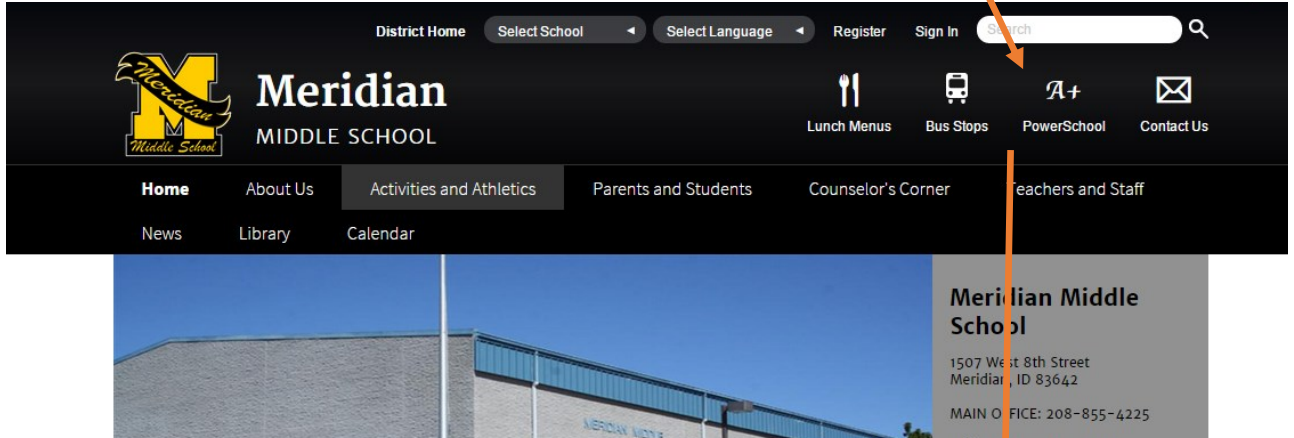 District Home Select School Select Language Register Sign In Search
Meridian
Middle School
Meridian
MIDDLE SCHOOL
A+
Lunch Menus Bus Stops PowerSchool Contact Us
Home About Us Activities and Athletics Parents and Students Counselor's Corner Teachers and Staff
News Library Calendar
MERIDIAN MIDDLE
Meridian Middle
School
1507 West 8th Street
Meridian, ID 83642
MAIN OFFICE: 208-855-4225